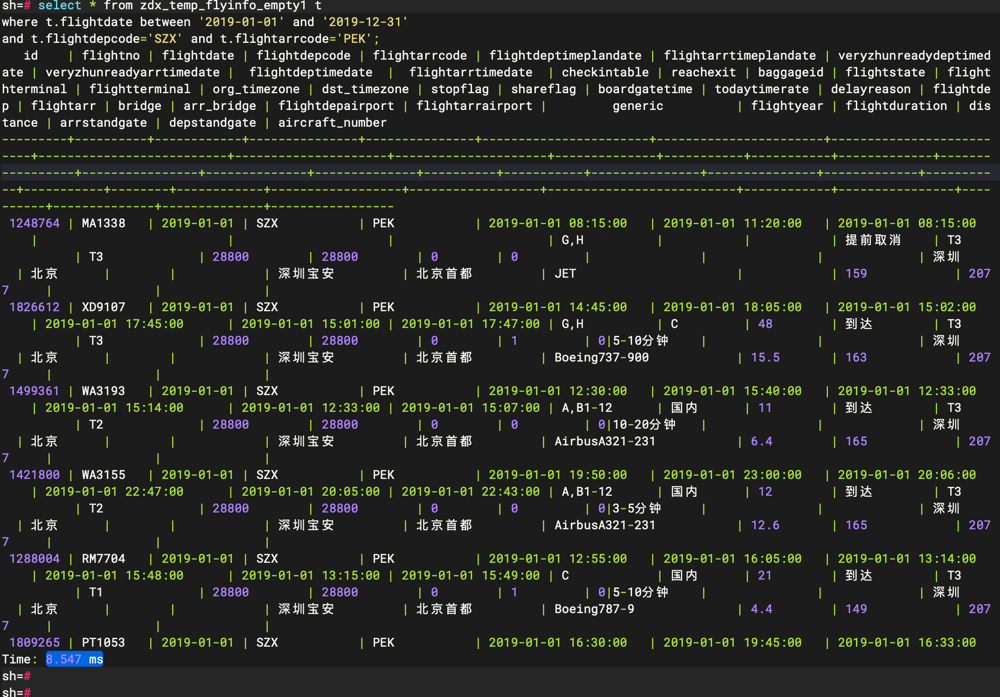 sh=# select * from zdx_temp_flyinfo_empty1 t
where t.flightdate between '2019-01-01' and '2019-12-31'
and t.flightdepcode='SZX' and t.flightarrcode='PEK';
   id    | flightno | flightdate | flightdepcode | flightarrcode | flightdeptimeplandate | flightarrtimeplandate | veryzhunreadydeptimed
ate | veryzhunreadyarrtimedate |  flightdeptimedate  |  flightarrtimedate  | checkintable | reachexit | baggageid | flightstate | flight
hterminal | flightterminal | org_timezone | dst_timezone | stopflag | shareflag | boardgatetime | todaytimerate | delayreason | flightde
p | flightarr | bridge | arr_bridge | flightdepairport | flightarrairport |         generic          | flightyear | flightduration | dis
tance | arrstandgate | depstandgate | aircraft_number
---------+----------+------------+---------------+---------------+-----------------------+-----------------------+----------------------
----+--------------------------+---------------------+---------------------+--------------+-----------+-----------+-------------+-------
----------+----------------+--------------+--------------+----------+-----------+---------------+---------------+-------------+---------
--+-----------+--------+------------+------------------+------------------+--------------------------+------------+----------------+----
------+--------------+--------------+-----------------
 1248764 | MA1338   | 2019-01-01 | SZX           | PEK           | 2019-01-01 08:15:00   | 2019-01-01 11:20:00   | 2019-01-01 08:15:00
    |                          |                     |                     | G,H          |           |           | 提前取消    | T3
          | T3             | 28800        | 28800        | 0        | 0         |               |               |             | 深圳
  | 北京      |        |            | 深圳宝安         | 北京首都         | JET                      |            | 159            | 207
7     |              |              |
 1826612 | XD9107   | 2019-01-01 | SZX           | PEK           | 2019-01-01 14:45:00   | 2019-01-01 18:05:00   | 2019-01-01 15:02:00
    | 2019-01-01 17:45:00      | 2019-01-01 15:01:00 | 2019-01-01 17:47:00 | G,H          | C         | 48        | 到达        | T3
          | T3             | 28800        | 28800        | 0        | 1         | 0|5-10分钟    |               |             | 深圳
  | 北京      |        |            | 深圳宝安         | 北京首都         | Boeing737-900            | 15.5       | 163            | 207
7     |              |              |
 1499361 | WA3193   | 2019-01-01 | SZX           | PEK           | 2019-01-01 12:30:00   | 2019-01-01 15:40:00   | 2019-01-01 12:33:00
    | 2019-01-01 15:14:00      | 2019-01-01 12:33:00 | 2019-01-01 15:07:00 | A,B1-12      | 国内      | 11        | 到达        | T3
          | T2             | 28800        | 28800        | 0        | 0         | 0|10-20分钟   |               |             | 深圳
  | 北京      |        |            | 深圳宝安         | 北京首都         | AirbusA321-231           | 6.4        | 165            | 207
7     |              |              |
 1421800 | WA3155   | 2019-01-01 | SZX           | PEK           | 2019-01-01 19:50:00   | 2019-01-01 23:00:00   | 2019-01-01 20:06:00
    | 2019-01-01 22:47:00      | 2019-01-01 20:05:00 | 2019-01-01 22:43:00 | A,B1-12      | 国内      | 12        | 到达        | T3
          | T2             | 28800        | 28800        | 0        | 0         | 0|3-5分钟     |               |             | 深圳
  | 北京      |        |            | 深圳宝安         | 北京首都         | AirbusA321-231           | 12.6       | 165            | 207
7     |              |              |
 1288004 | RM7704   | 2019-01-01 | SZX           | PEK           | 2019-01-01 12:55:00   | 2019-01-01 16:05:00   | 2019-01-01 13:14:00
    | 2019-01-01 15:48:00      | 2019-01-01 13:15:00 | 2019-01-01 15:49:00 | C            | 国内      | 21        | 到达        | T3
          | T1             | 28800        | 28800        | 0        | 1         | 0|5-10分钟    |               |             | 深圳
  | 北京      |        |            | 深圳宝安         | 北京首都         | Boeing787-9              | 4.4        | 149            | 207
7     |              |              |
 1809265 | PT1053   | 2019-01-01 | SZX           | PEK           | 2019-01-01 16:30:00   | 2019-01-01 19:45:00   | 2019-01-01 16:33:00
Time: 8.547 ms
sh=#
sh=#